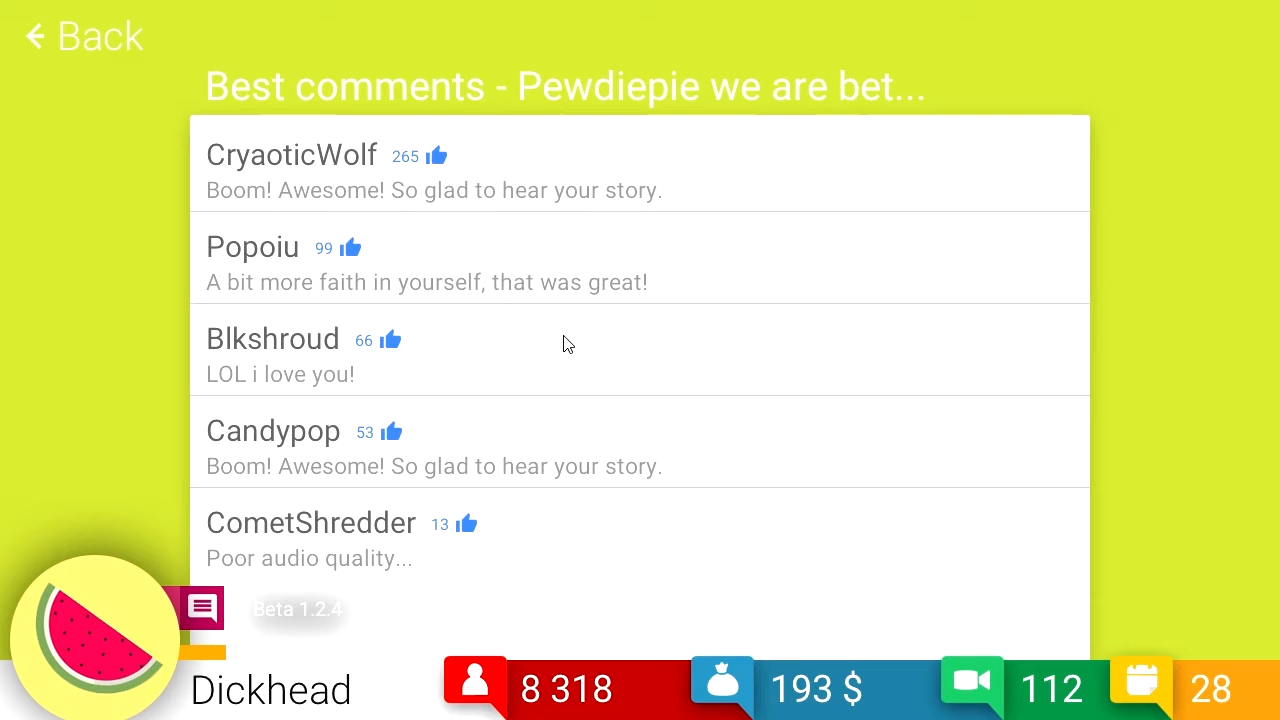 Back
Best comments - Pewdiepie we are bet...
CryaoticWolf 265
Boom! Awesome! So glad to hear your story.
Popoiu 99
A bit more faith in yourself, that was great!
Blkshroud 66
LOL i love you!
Candypop 53
Boom! Awesome! So glad to hear your story.
CometShredder 13
Poor audio quality...
Beta 1.2.4
Dickhead 8 318 193 $ 112 28